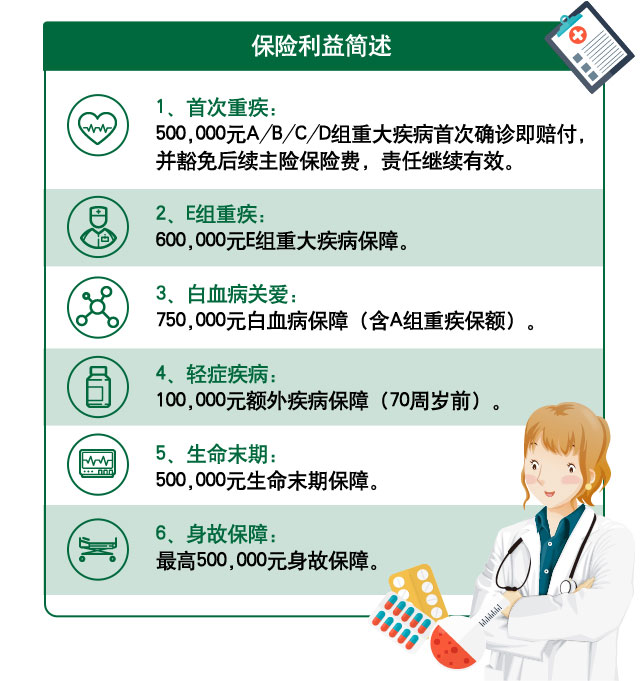 保险利益简述
1、首次重疾：
500,000元A/B/C/D组重大疾病首次确诊即赔付，
并豁免后续主险保险费，责任继续有效。
2、E组重疾：
600,000元E组重大疾病保障。
3、白血病关爱：
750,000元白血病保障（含A组重疾保额）。
4、轻症疾病：
100,000元额外疾病保障（70周岁前）。
5、生命末期：
500,000元生命末期保障。
6、身故保障：
最高500,000元身故保障。